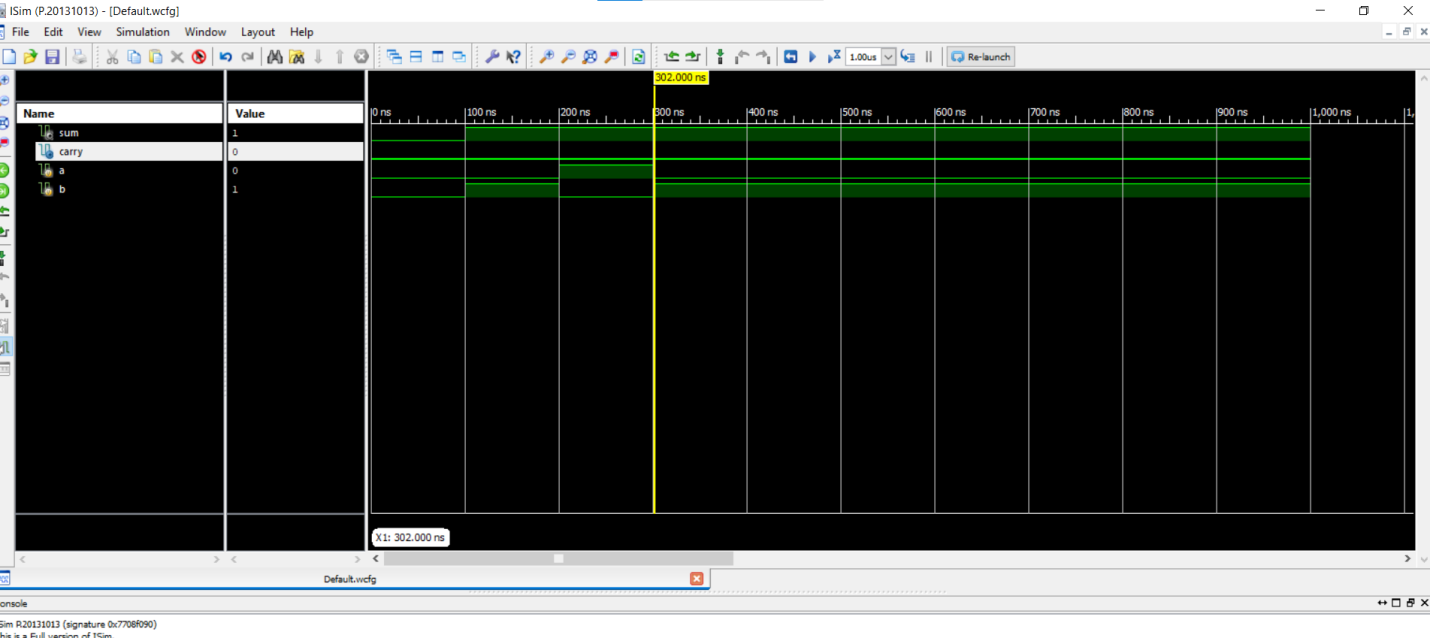 ISim (P.20131013) - [Default.wcfg]
File Edit View Simulation Window Layout Help
1.00us Re-launch
302.000 ns
Name Value 0 ns 100 ns 200 ns 300 ns 400 ns 500 ns 600 ns 700 ns 800 ns 900 ns 1,000 ns 1,
sum 1
carry 0
a 0
b 1
X1: 302.000 ns
Default.wcfg
onsole
Sim P.20131013 (signature 0x7708f090)
his is a Full version of ISim.